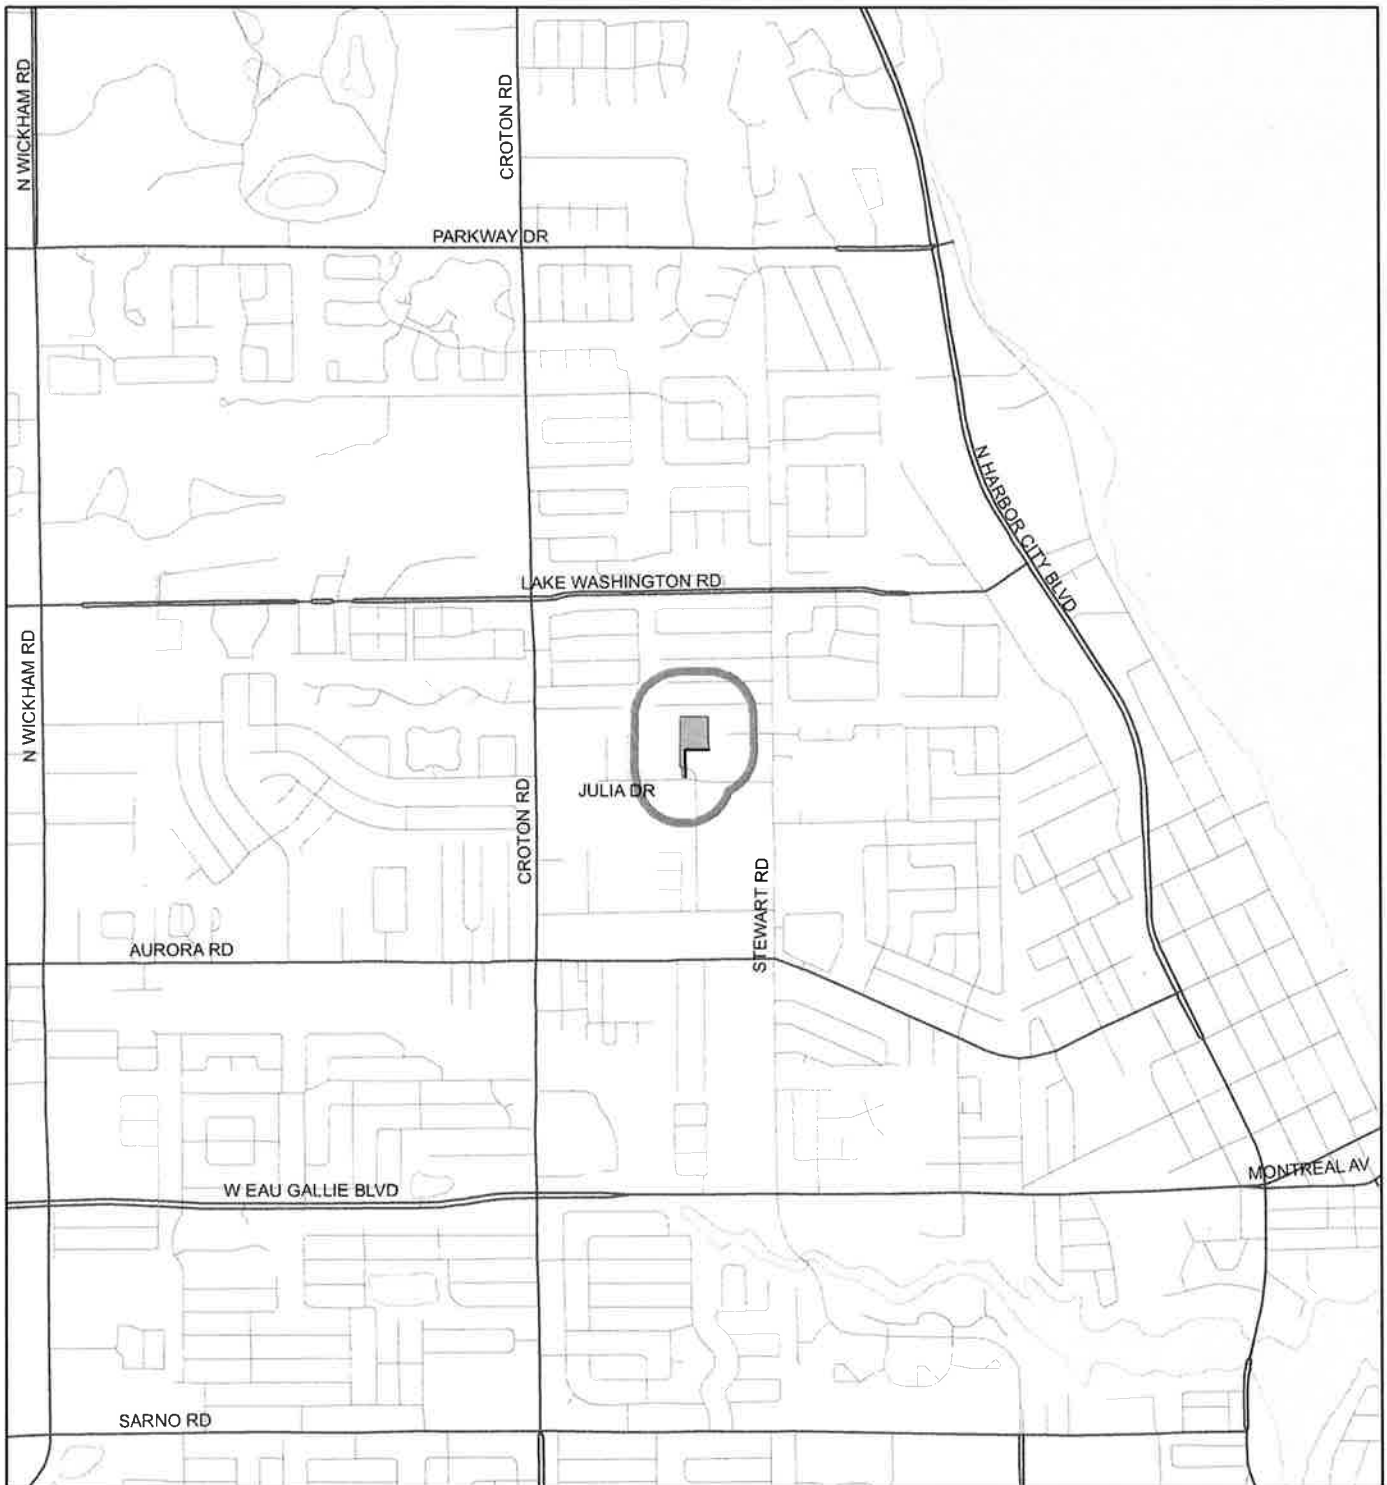 N WICKHAM RD
CROTON RD
PARKWAY DR
N HARBOR CITY BLVD
LAKE WASHINGTON RD
N WICKHAM RD
JULIA DR
CROTON RD
STEWART RD
AURORA RD
MONTREAL AV
W EAU GALLIE BLVD
SARNO RD